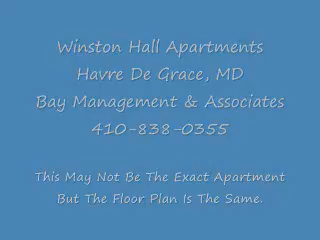 Winston Hall Apartments
Havre De Grace, MD
Bay Management & Associates
410-838-0355
This May Not Be The Exact Apartment
But The Floor Plan Is The Same.